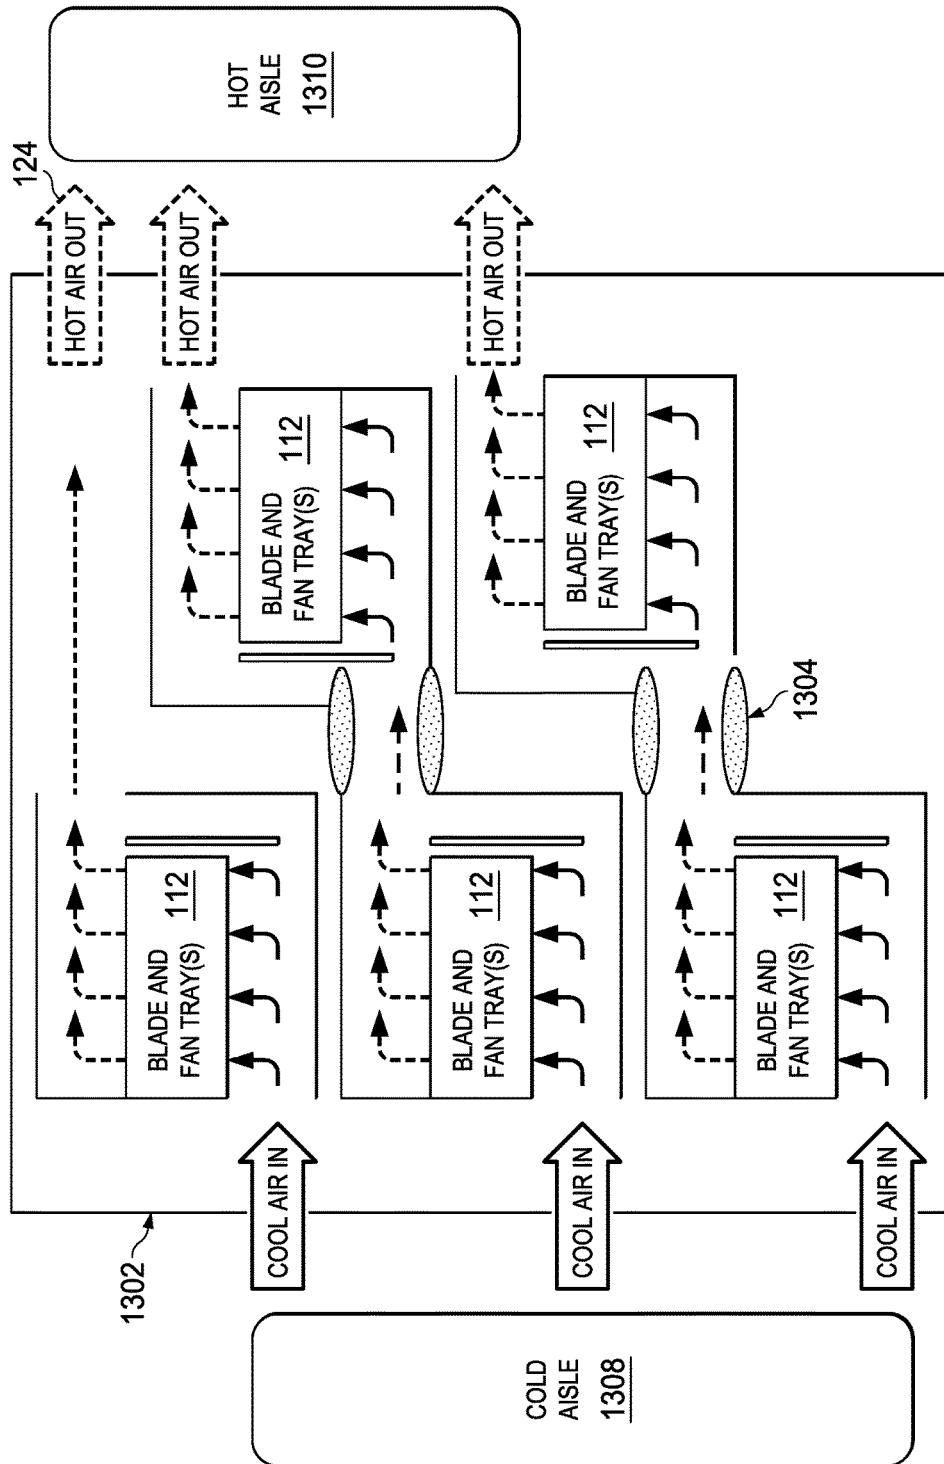 COLD
AISLE
1308
1302
COOL AIR IN
COOL AIR IN
COOL AIR IN
BLADE AND
FAN TRAY(S)
112
BLADE AND
FAN TRAY(S)
112
BLADE AND
FAN TRAY(S)
112
1304
BLADE AND
FAN TRAY(S)
112
BLADE AND
FAN TRAY(S)
112
HOT AIR OUT
HOT AIR OUT
HOT AIR OUT
124
HOT
AISLE
1310